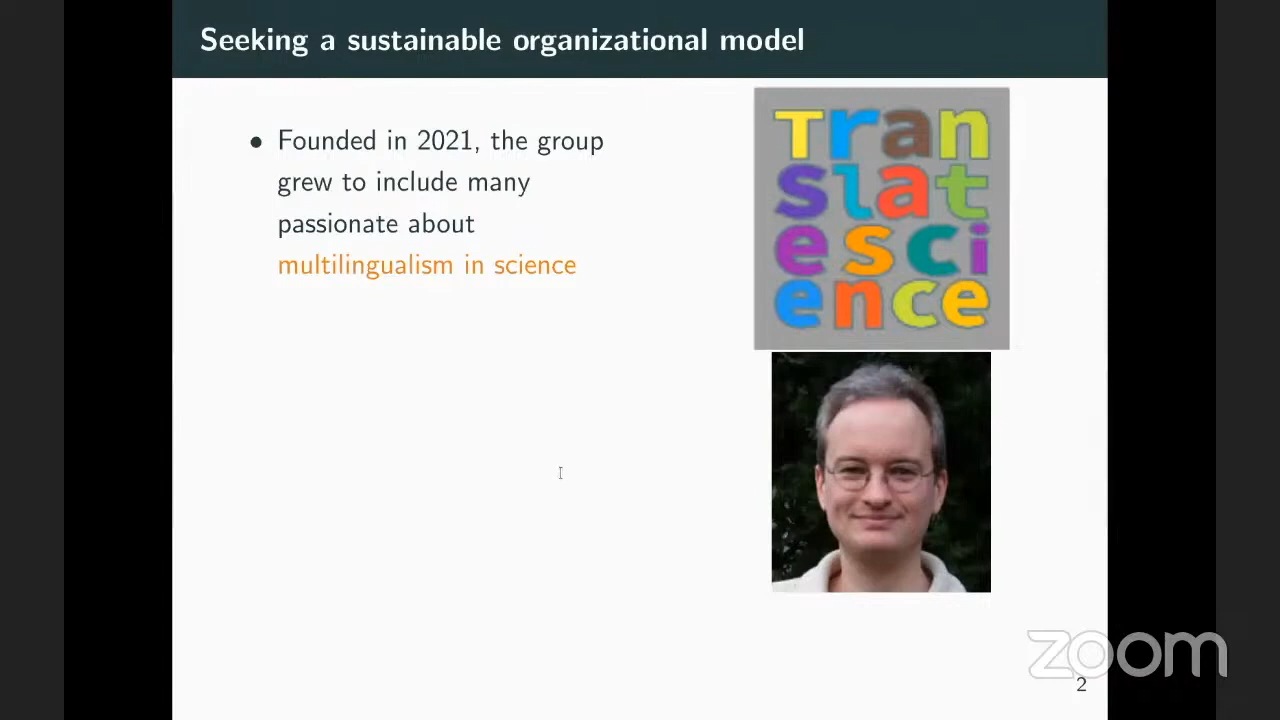 Seeking a sustainable organizational model
• Founded in 2021, the group
grew to include many
passionate about
multilingualism in science
Tran
slat
esci
ence
zoom
2